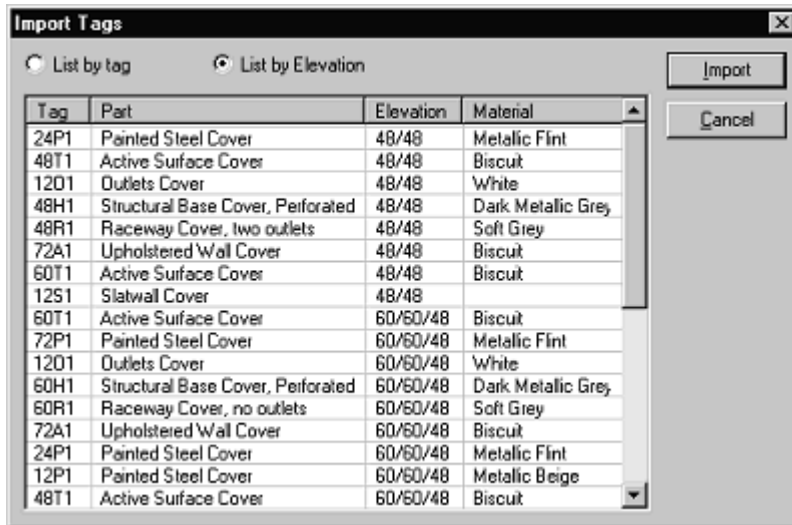 Import Tags
List by tag List by Elevation Import
Cancel
Tag Part Elevation Material
24P1 Painted Steel Cover 48/48 Metallic Flint
48T1 Active Surface Cover 48/48 Biscuit
12O1 Outlets Cover 48/48 White
48H1 Structural Base Cover, Perforated 48/48 Dark Metallic Grey
48R1 Raceway Cover, two outlets 48/48 Soft Grey
72A1 Upholstered Wall Cover 48/48 Biscuit
60T1 Active Surface Cover 48/48 Biscuit
12S1 Slatwall Cover 48/48
60T1 Active Surface Cover 60/60/48 Biscuit
72P1 Painted Steel Cover 60/60/48 Metallic Flint
12O1 Outlets Cover 60/60/48 White
60H1 Structural Base Cover, Perforated 60/60/48 Dark Metallic Grey
60R1 Raceway Cover, no outlets 60/60/48 Soft Grey
72A1 Upholstered Wall Cover 60/60/48 Biscuit
24P1 Painted Steel Cover 60/60/48 Metallic Flint
12P1 Painted Steel Cover 60/60/48 Metallic Beige
48T1 Active Surface Cover 60/60/48 Biscuit